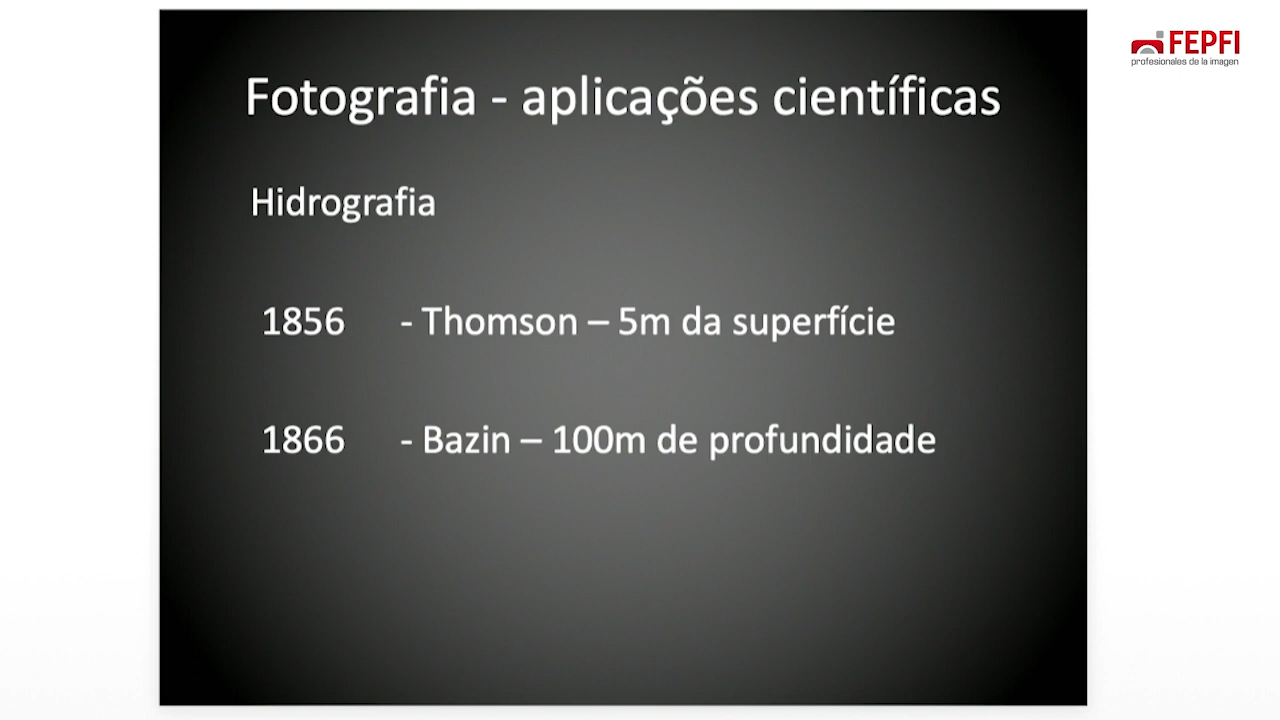 Fotografia - aplicações científicas
Hidrografia
1856 - Thomson – 5m da superfície
1866 - Bazin – 100m de profundidade
FEPFI
profesionales de la imagen